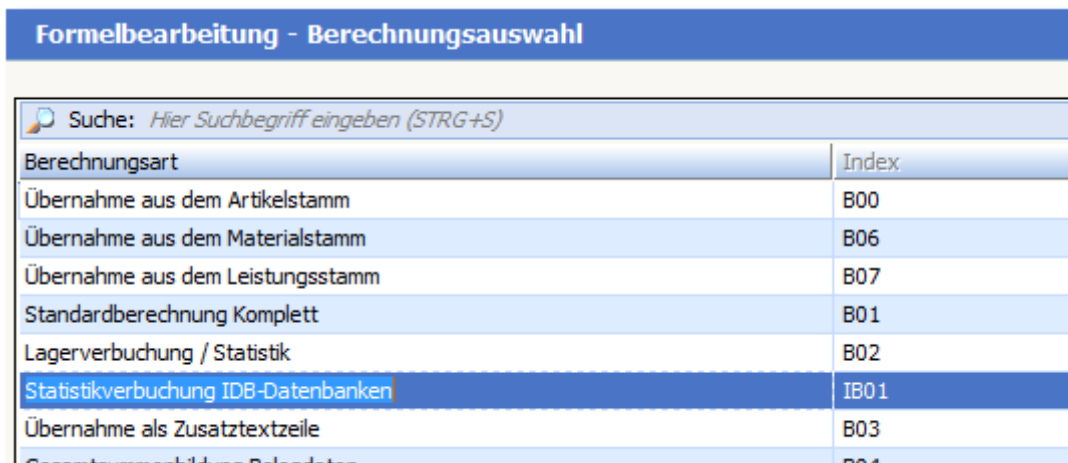 Formelbearbeitung - Berechnungsauswahl
Suche: Hier Suchbegriff eingeben (STRG+S)
Berechnungsart Index
Übernahme aus dem Artikelstamm B00
Übernahme aus dem Materialstamm B06
Übernahme aus dem Leistungsstamm B07
Standardberechnung Komplett B01
Lagerverbuchung / Statistik B02
Statistikverbuchung IDB-Datenbanken IB01
Übernahme als Zusatztextzeile B03